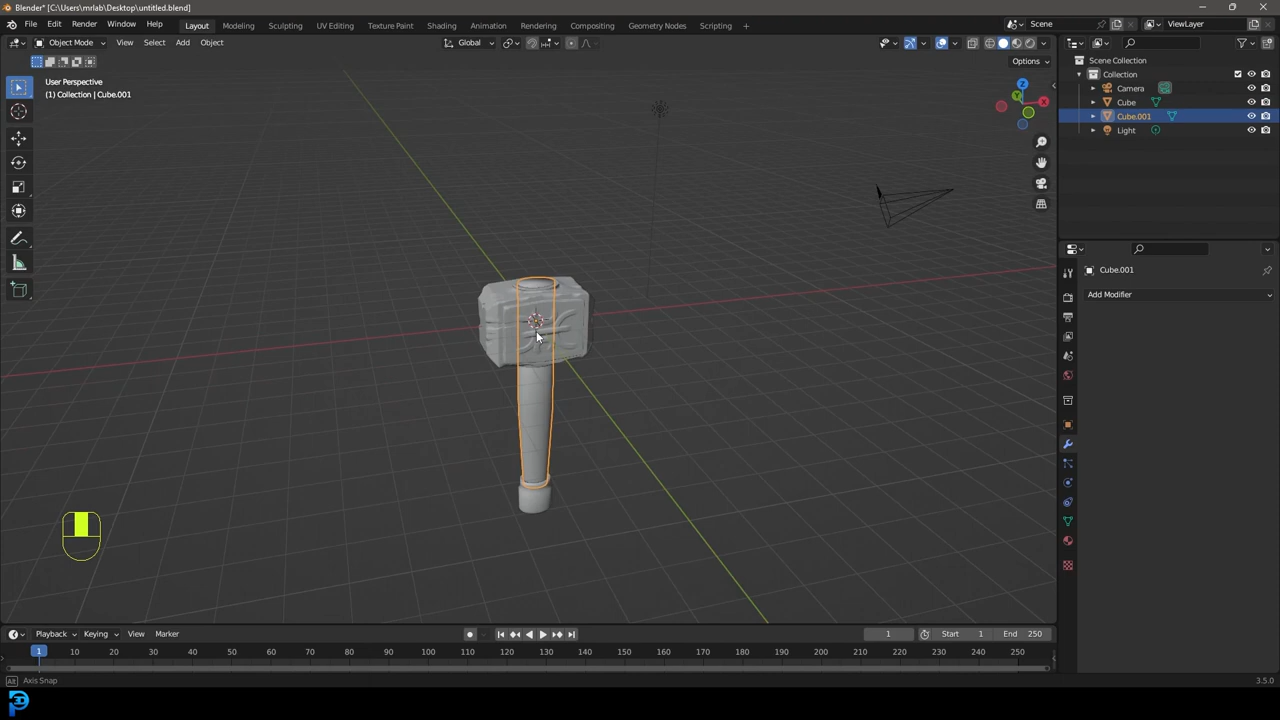 Blender* [C:\Users\mrlab\Desktop\untitled.blend]
File Edit Render Window Help Layout Modeling Sculpting UV Editing Texture Paint Shading Animation Rendering Compositing Geometry Nodes Scripting + Scene ViewLayer
Object Mode View Select Add Object Global
Options
User Perspective
(1) Collection | Cube.001
Z
Y
X
Scene Collection
Collection
Camera
Cube
Cube.001
Light
Cube.001
Add Modifier
Playback Keying View Marker 1 Start 1 End 250
1 10 20 30 40 50 60 70 80 90 100 110 120 130 140 150 160 170 180 190 200 210 220 230 240 250
Alt Axis Snap 3.5.0